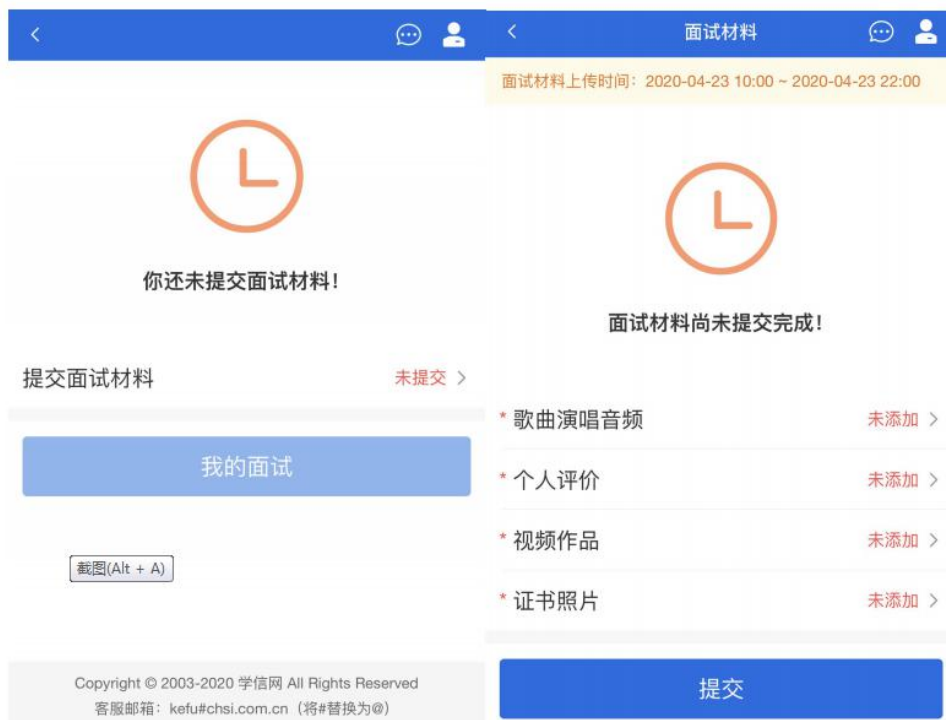 你还未提交面试材料!
提交面试材料
未提交
我的面试
截图(Alt + A)
Copyright © 2003-2020 学信网 All Rights Reserved
客服邮箱：kefu#chsi.com.cn（将#替换为@）
面试材料
面试材料上传时间：2020-04-23 10:00 ~ 2020-04-23 22:00
面试材料尚未提交完成!
* 歌曲演唱音频 未添加
* 个人评价 未添加
* 视频作品 未添加
* 证书照片 未添加
提交